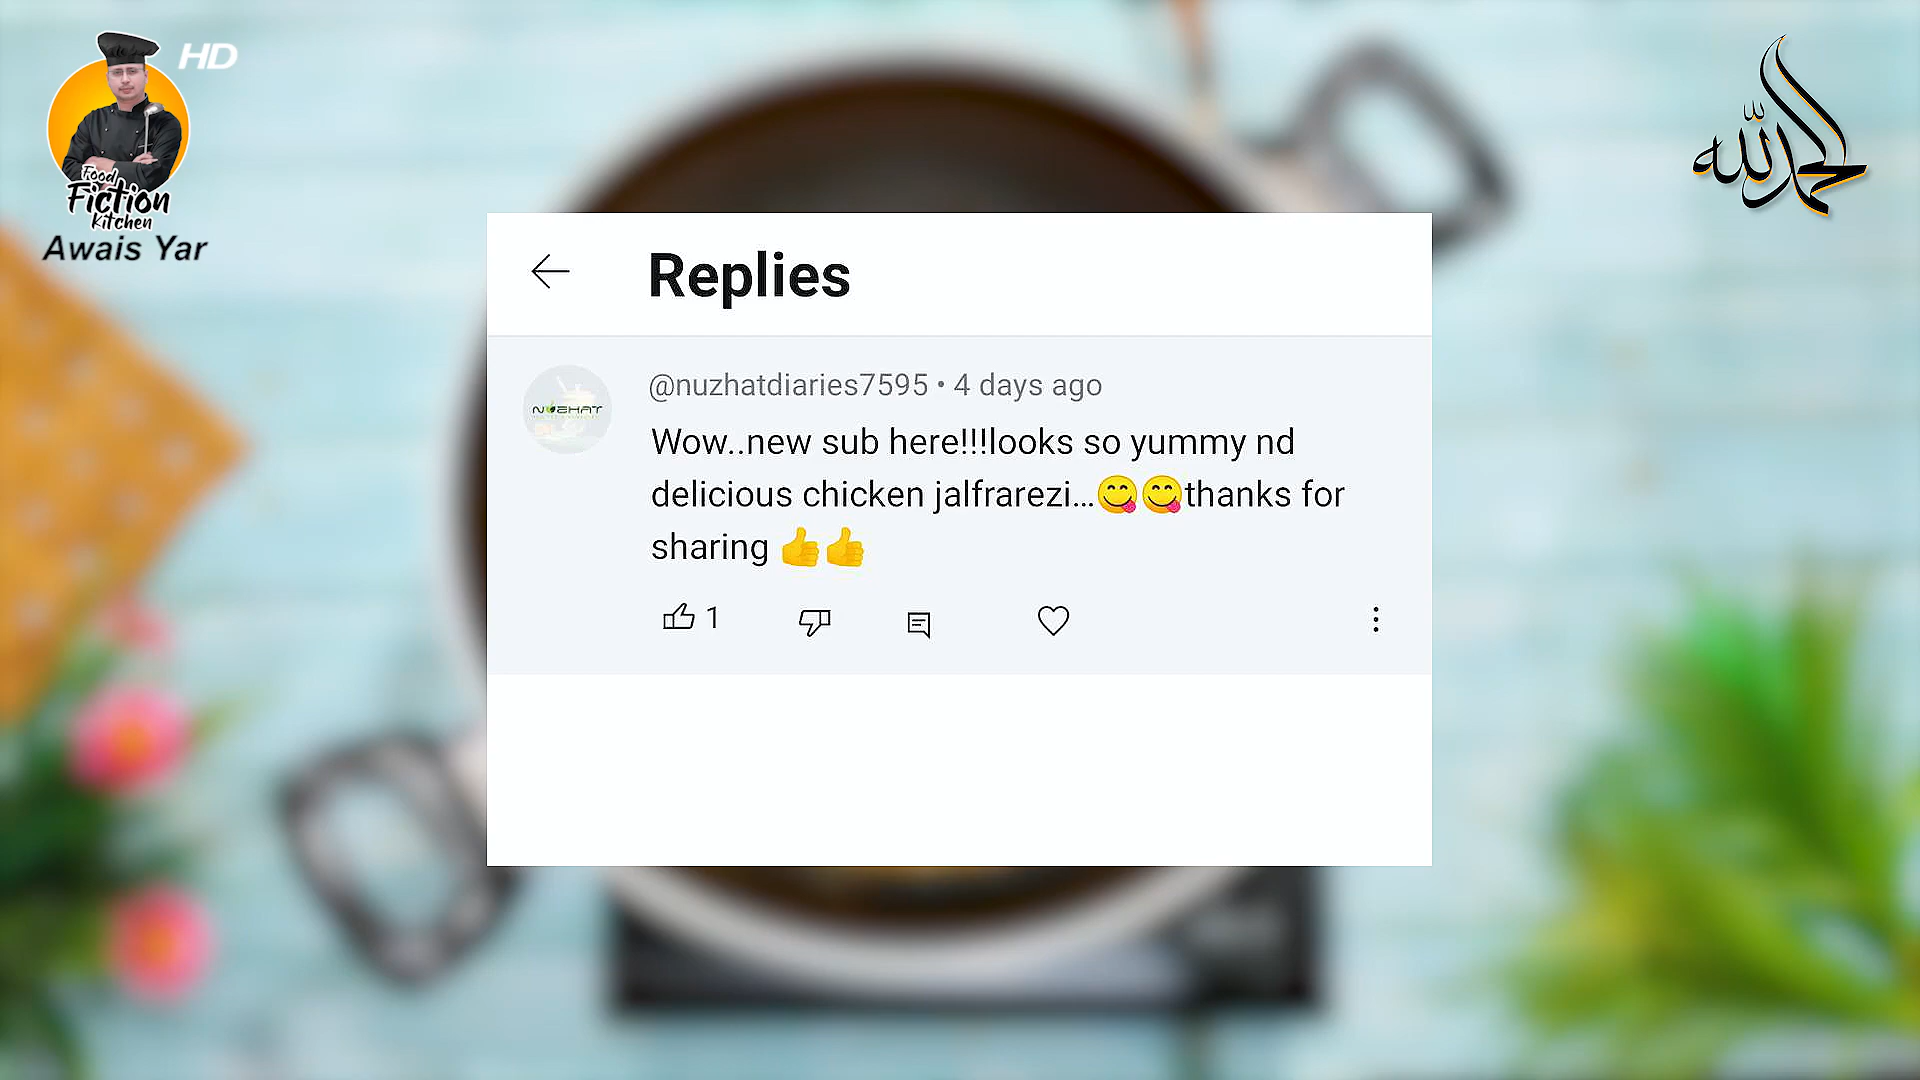 HD
Food
Fiction
Kitchen
Awais Yar
الحمدلله
Replies
NUZHAT
@nuzhatdiaries7595 • 4 days ago
Wow..new sub here!!!looks so yummy nd
delicious chicken jalfrarezi...😋😋thanks for
sharing 👍👍
1